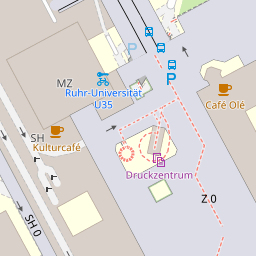 P
P
MZ
Ruhr-Universität
U35
Café Olé
SH
Kulturcafé
Druckzentrum
Z 0
SH 0